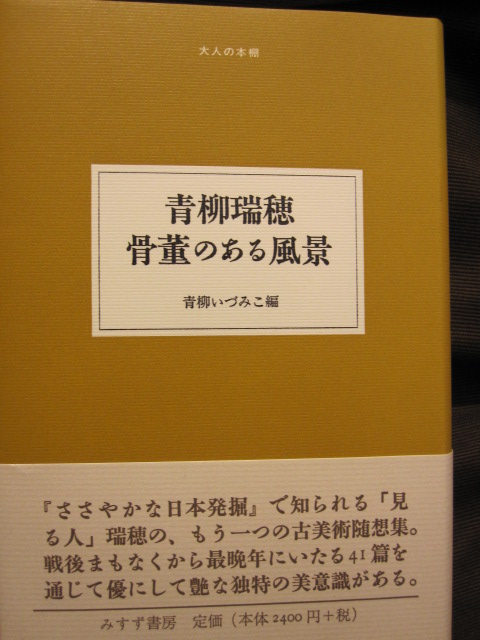 大人の本棚
青柳瑞穂
骨董のある風景
青柳いづみこ編
『ささやかな日本発掘』で知られる「見
る人」瑞穂の、もう一つの古美術随想集。
戦後まもなくから最晩年にいたる41篇を
通じて優にして艶な独特の美意識がある。
みすず書房 定価（本体2400円＋税）